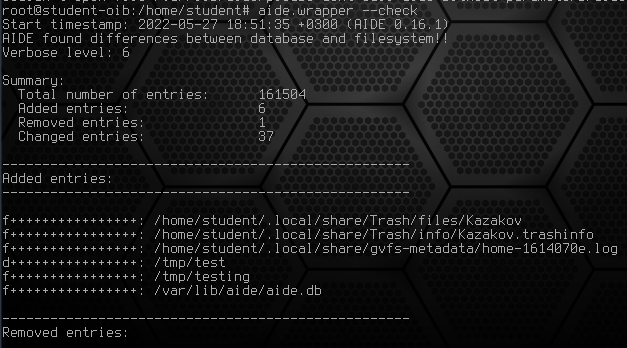 root@student-oib:/home/student# aide.wrapper --check
Start timestamp: 2022-05-27 18:51:35 +0300 (AIDE 0.16.1)
AIDE found differences between database and filesystem!!
Verbose level: 6
Summary:
Total number of entries: 161504
Added entries: 6
Removed entries: 1
Changed entries: 37
---------------------------------------------------
Added entries:
---------------------------------------------------
f++++++++++++++++: /home/student/.local/share/Trash/files/Kazakov
f++++++++++++++++: /home/student/.local/share/Trash/info/Kazakov.trashinfo
f++++++++++++++++: /home/student/.local/share/gvfs-metadata/home-1614070e.log
d++++++++++++++++: /tmp/test
f++++++++++++++++: /tmp/testing
f++++++++++++++++: /var/lib/aide/aide.db
---------------------------------------------------
Removed entries: